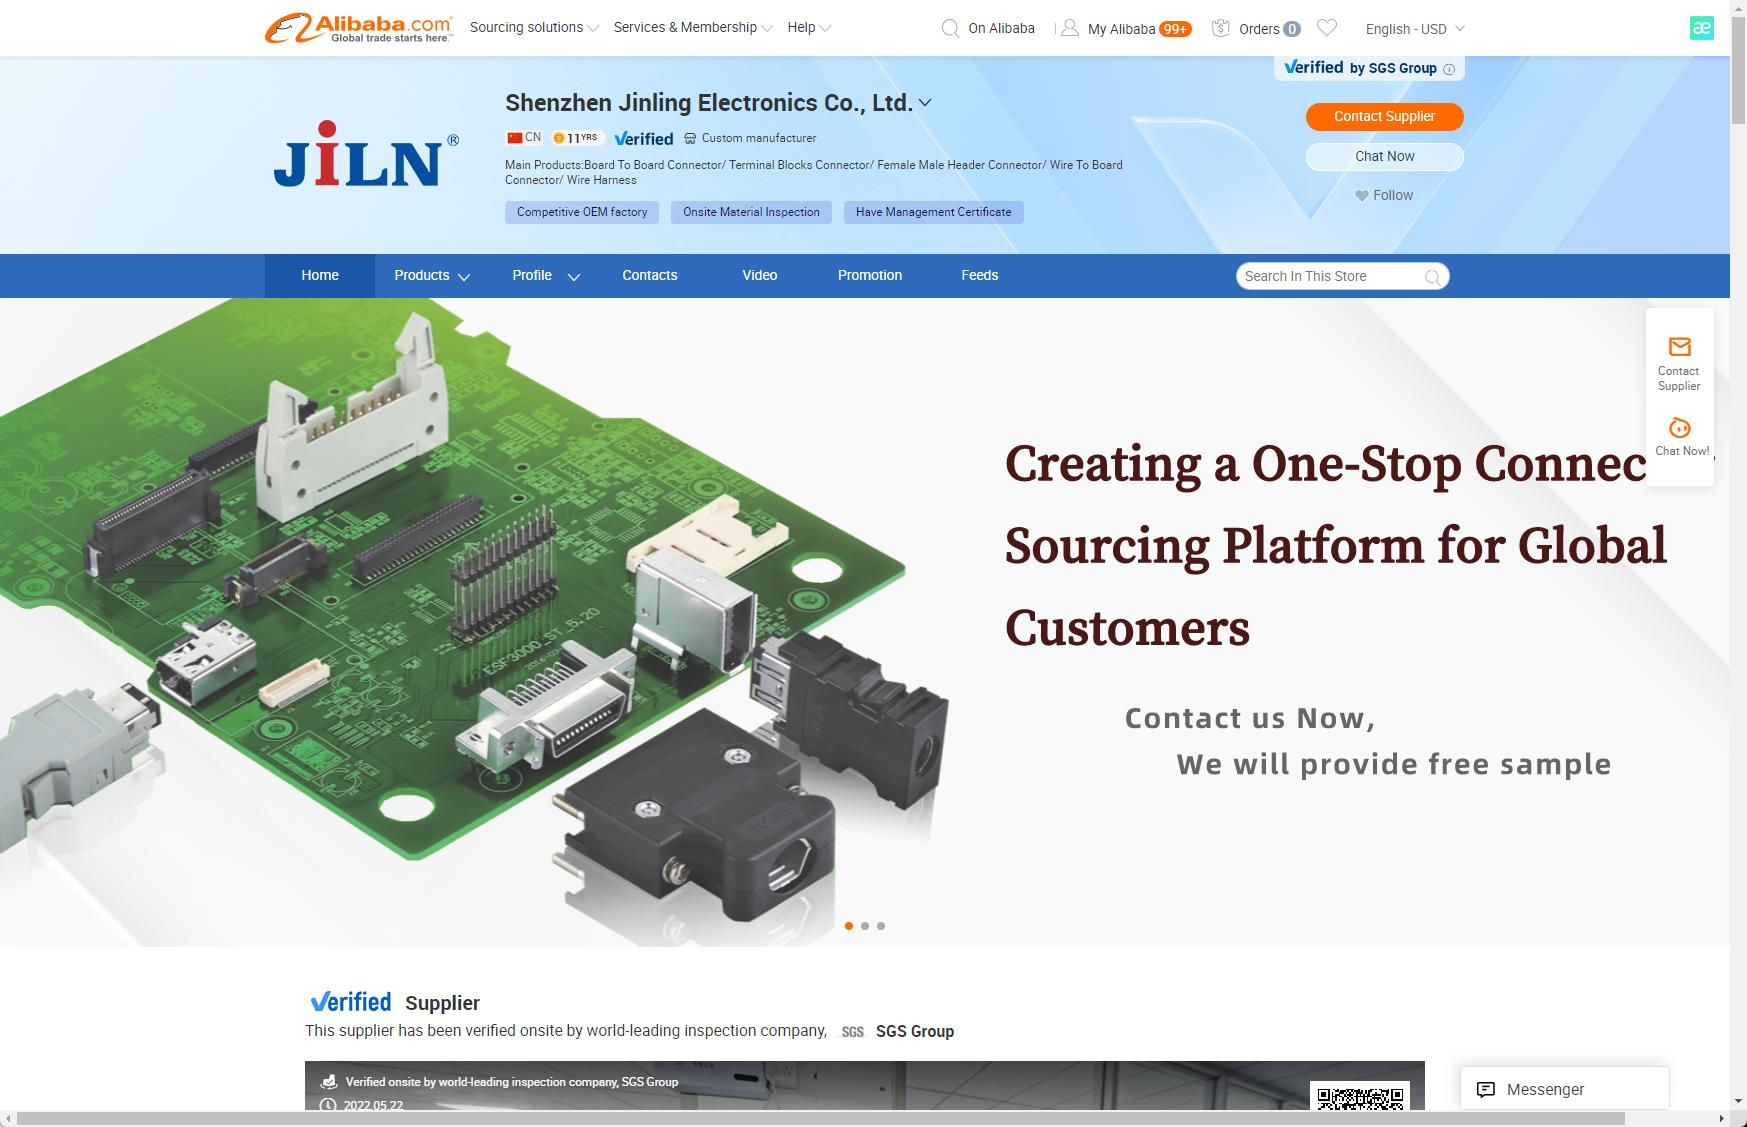 Alibaba.com
Global trade starts here.™
Sourcing solutions
Services & Membership
Help
On Alibaba
My Alibaba 99+
Orders 0
English - USD
æ
Verified by SGS Group
Shenzhen Jinling Electronics Co., Ltd.
JiLN®
CN 11 YRS Verified Custom manufacturer
Main Products:Board To Board Connector/ Terminal Blocks Connector/ Female Male Header Connector/ Wire To Board
Connector/ Wire Harness
Competitive OEM factory
Onsite Material Inspection
Have Management Certificate
Contact Supplier
Chat Now
Follow
Home
Products
Profile
Contacts
Video
Promotion
Feeds
Search In This Store
Contact
Supplier
Chat Now!
Creating a One-Stop Connec
Sourcing Platform for Global
Customers
Contact us Now,
We will provide free sample
Verified Supplier
This supplier has been verified onsite by world-leading inspection company, SGS SGS Group
Verified onsite by world-leading inspection company, SGS Group
2022.05.22
Messenger